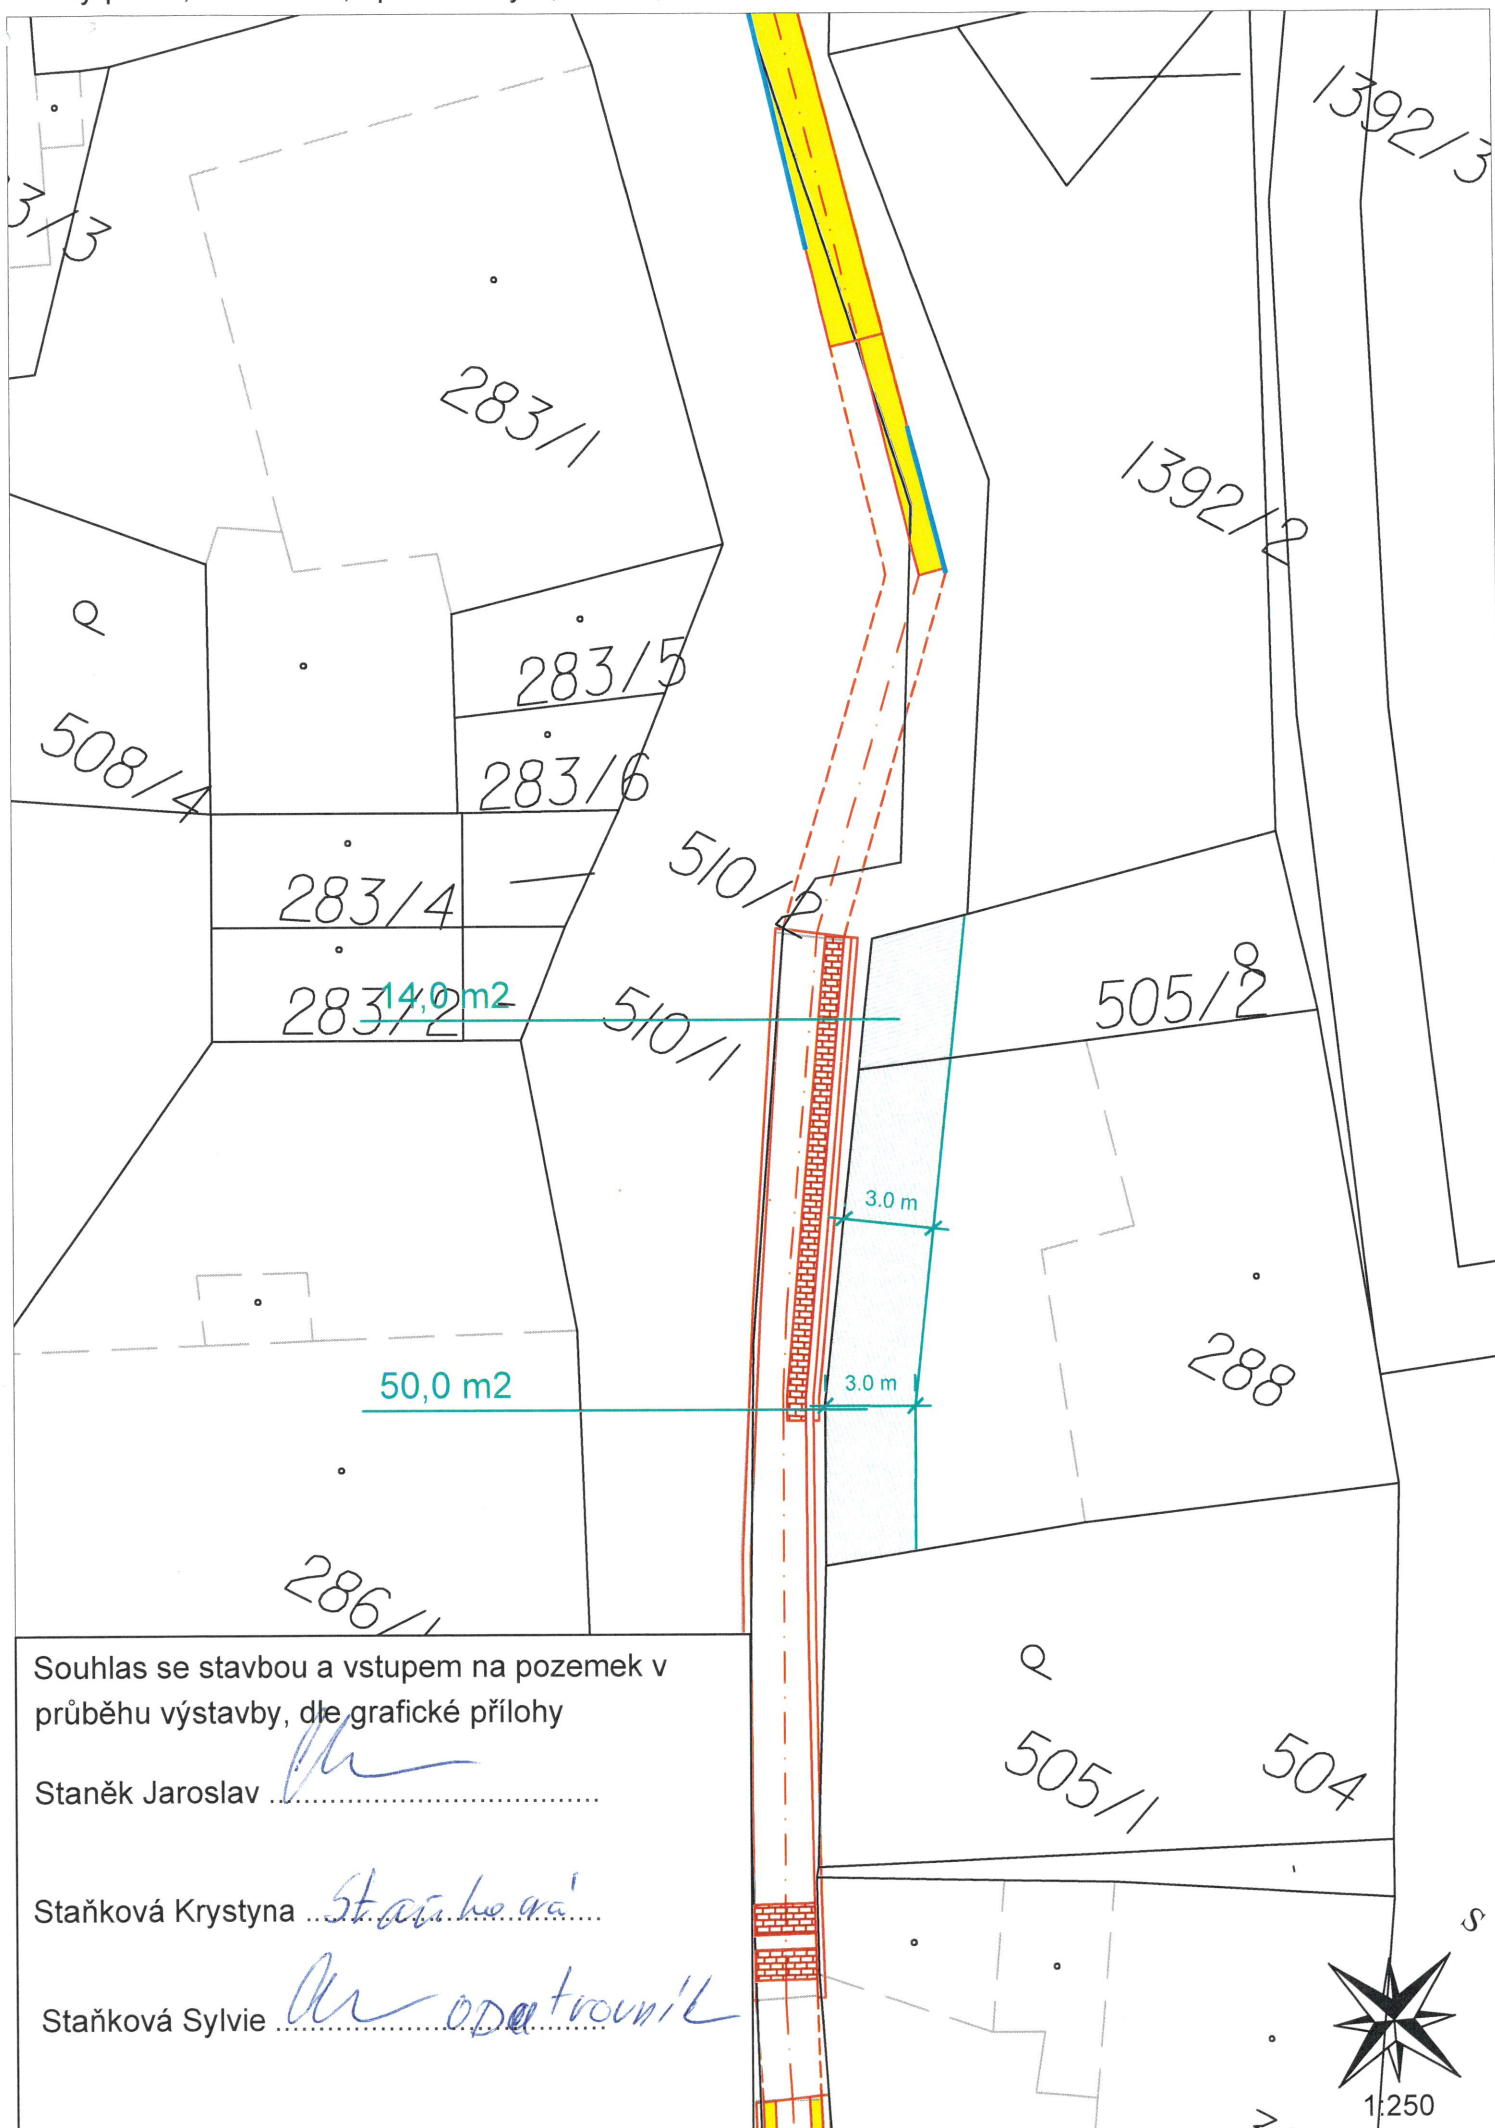 1392/3
3/3
283/1
1392/2
283/5
508/4
283/6
510/2
283/4
505/2
283/2
14,0 m2
510/1
3.0 m
50,0 m2
3.0 m
288
286/1
Souhlas se stavbou a vstupem na pozemek v
průběhu výstavby, dle grafické přílohy
Staněk Jaroslav
505/1
504
Staňková Krystyna Staňková
S
Staňková Sylvie opatrovník
1:250